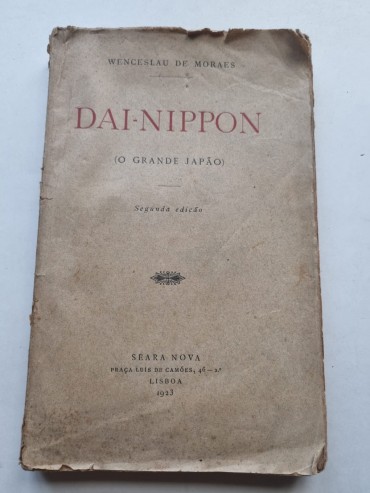 WENCESLAU DE MORAES
DAI-NIPPON
(O GRANDE JAPÃO)
Segunda edição
SEARA NOVA
PRAÇA LUIS DE CAMÕES, 46 – 2.º
LISBOA
1923